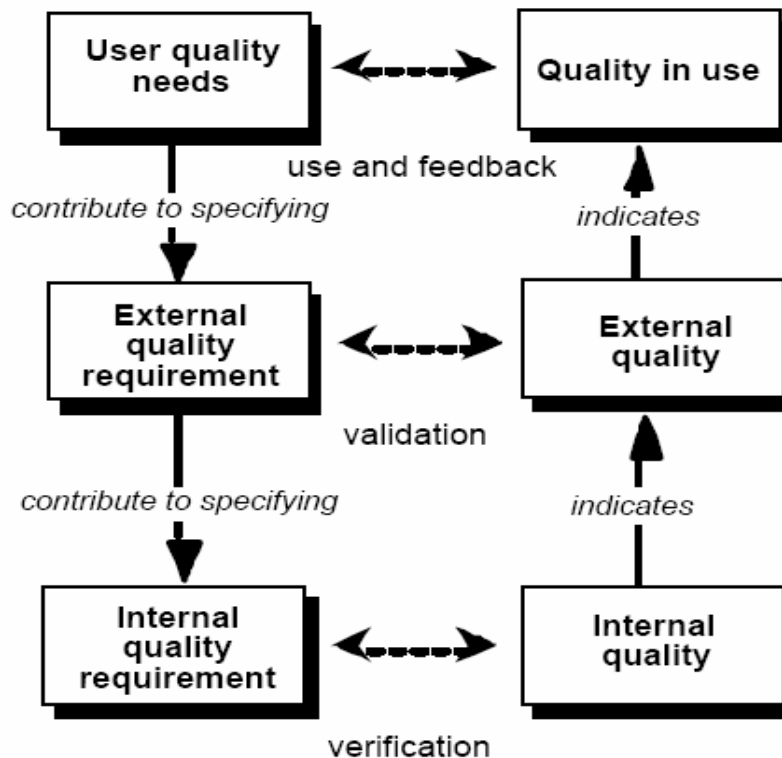 User quality
needs
Quality in use
use and feedback
contribute to specifying
indicates
External
quality
requirement
External
quality
validation
contribute to specifying
indicates
Internal
quality
requirement
Internal
quality
verification